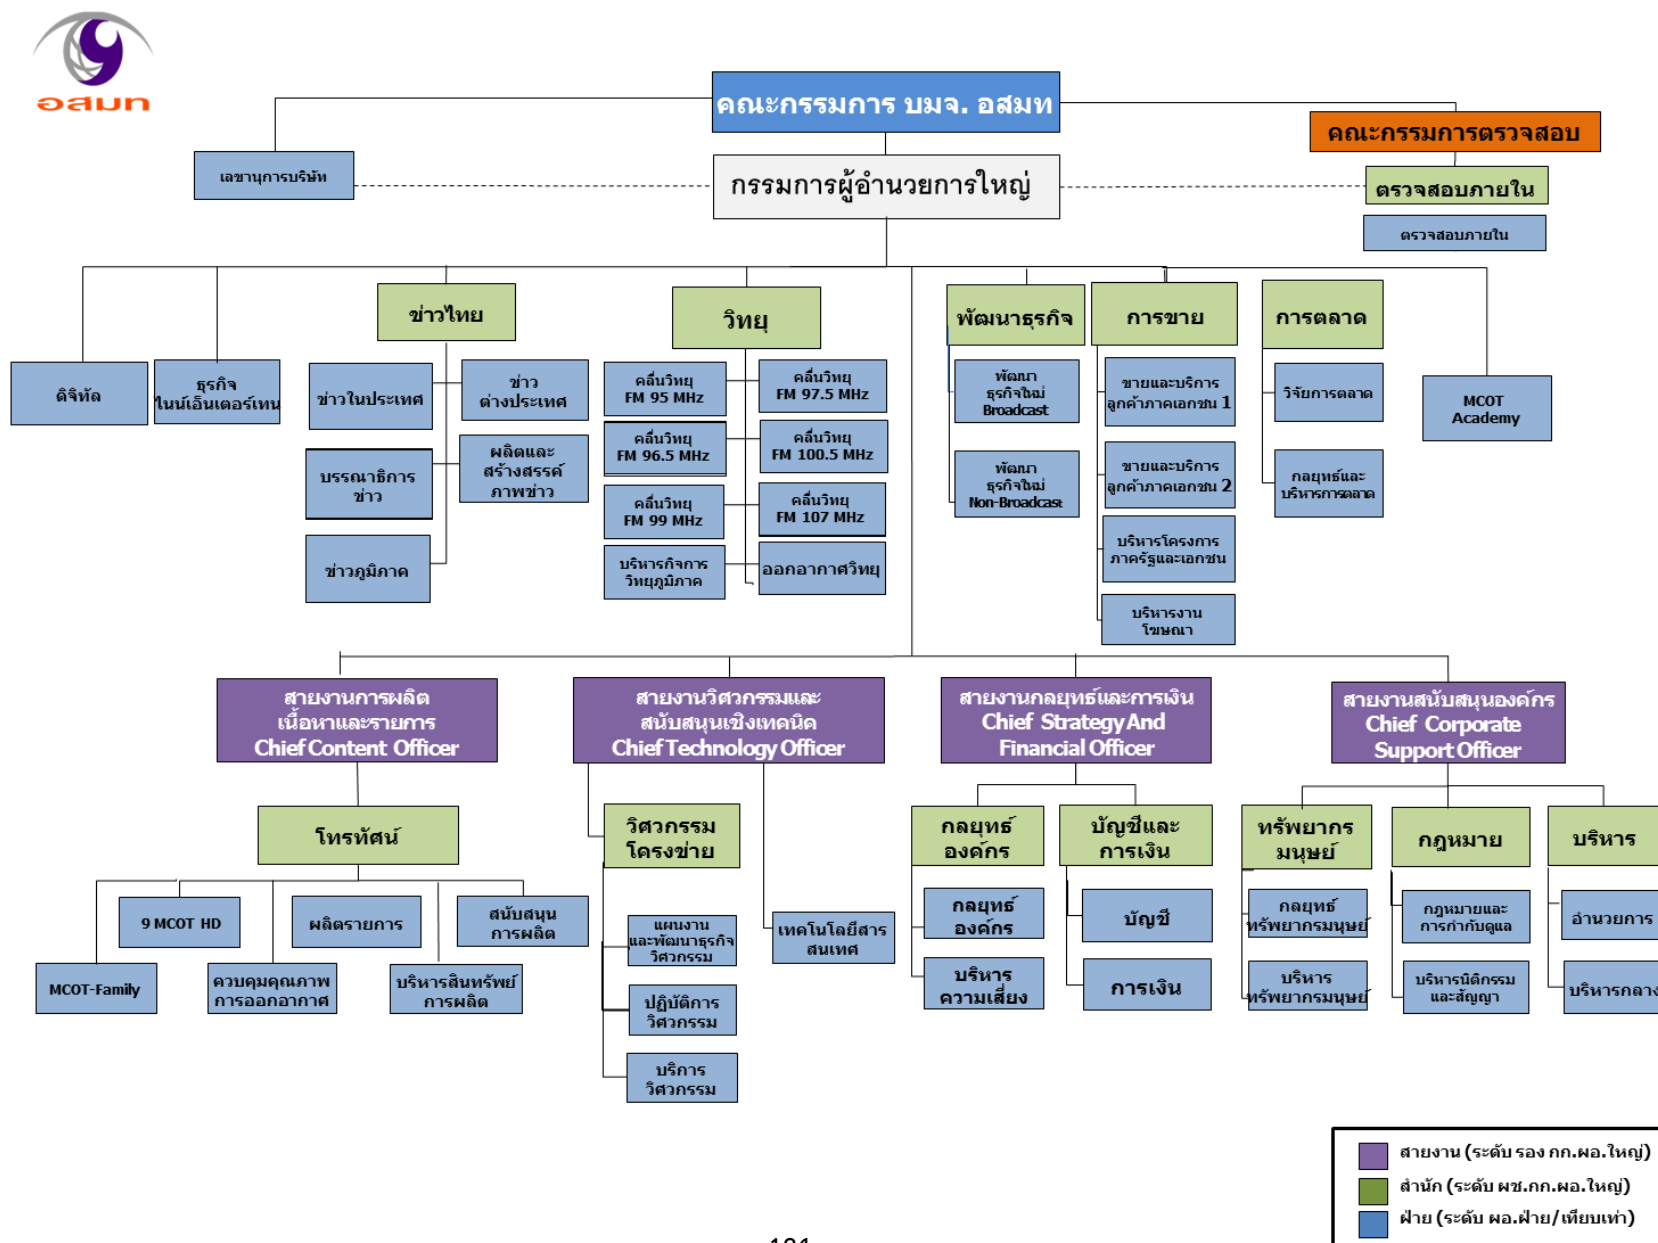 อสมท
คณะกรรมการ บมจ. อสมท
คณะกรรมการตรวจสอบ
เลขานุการบริษัท
กรรมการผู้อำนวยการใหญ่
ตรวจสอบภายใน
ตรวจสอบภายใน
ข่าวไทย
วิทยุ
พัฒนาธุรกิจ
การขาย
การตลาด
ดิจิทัล
ธุรกิจ
ไนน์เอ็นเตอร์เทน
ข่าวในประเทศ
ข่าว
ต่างประเทศ
บรรณาธิการ
ข่าว
ผลิตและ
สร้างสรรค์
ภาพข่าว
ข่าวภูมิภาค
คลื่นวิทยุ
FM 95 MHz
คลื่นวิทยุ
FM 97.5 MHz
คลื่นวิทยุ
FM 96.5 MHz
คลื่นวิทยุ
FM 100.5 MHz
คลื่นวิทยุ
FM 99 MHz
คลื่นวิทยุ
FM 107 MHz
บริหารกิจการ
วิทยุภูมิภาค
ออกอากาศวิทยุ
พัฒนา
ธุรกิจใหม่
Broadcast
พัฒนา
ธุรกิจใหม่
Non-Broadcast
ขายและบริการ
ลูกค้าภาคเอกชน 1
ขายและบริการ
ลูกค้าภาคเอกชน 2
บริหารโครงการ
ภาครัฐและเอกชน
บริหารงาน
โฆษณา
วิจัยการตลาด
กลยุทธ์และ
บริหารการตลาด
MCOT
Academy
สายงานการผลิต
เนื้อหาและรายการ
Chief Content Officer
สายงานวิศวกรรมและ
สนับสนุนเชิงเทคนิค
Chief Technology Officer
สายงานกลยุทธ์และการเงิน
Chief Strategy And
Financial Officer
สายงานสนับสนุนองค์กร
Chief Corporate
Support Officer
โทรทัศน์
วิศวกรรม
โครงข่าย
กลยุทธ์
องค์กร
บัญชีและ
การเงิน
ทรัพยากร
มนุษย์
กฎหมาย
บริหาร
9 MCOT HD
ผลิตรายการ
สนับสนุน
การผลิต
MCOT-Family
ควบคุมคุณภาพ
การออกอากาศ
บริหารสินทรัพย์
การผลิต
แผนงาน
และพัฒนาธุรกิจ
วิศวกรรม
ปฏิบัติการ
วิศวกรรม
บริการ
วิศวกรรม
เทคโนโลยีสาร
สนเทศ
กลยุทธ์
องค์กร
บริหาร
ความเสี่ยง
บัญชี
การเงิน
กลยุทธ์
ทรัพยากรมนุษย์
บริหาร
ทรัพยากรมนุษย์
กฎหมายและ
การกำกับดูแล
บริหารนิติกรรม
และสัญญา
อำนวยการ
บริหารกลาง
สายงาน (ระดับ รอง กก.ผอ.ใหญ่)
สำนัก (ระดับ ผช.กก.ผอ.ใหญ่)
ฝ่าย (ระดับ ผอ.ฝ่าย/เทียบเท่า)